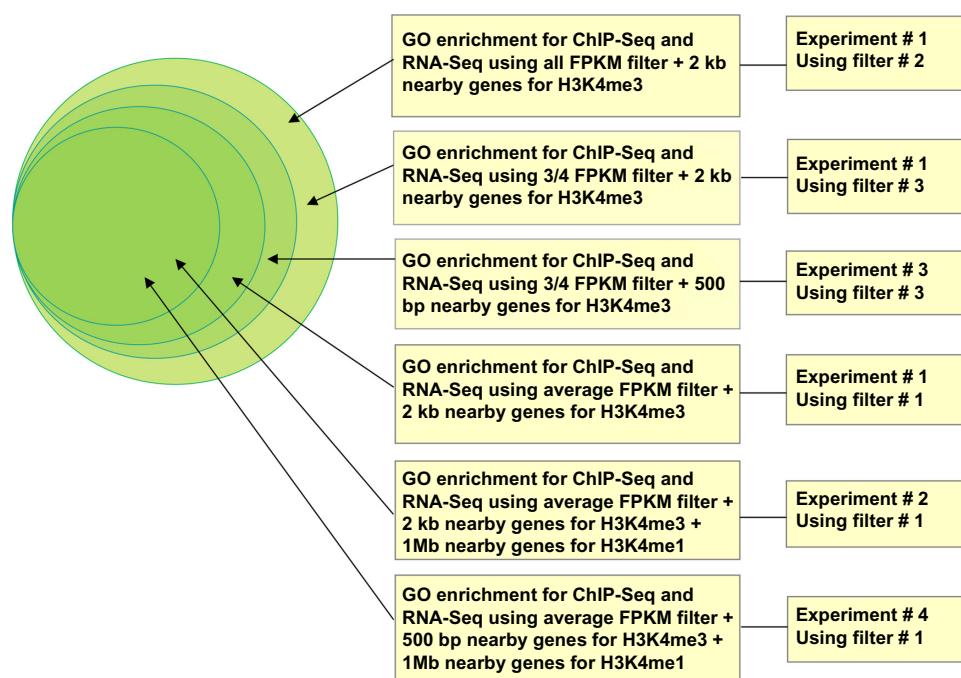 GO enrichment for ChIP-Seq and
RNA-Seq using all FPKM filter + 2 kb
nearby genes for H3K4me3
Experiment # 1
Using filter # 2
GO enrichment for ChIP-Seq and
RNA-Seq using 3/4 FPKM filter + 2 kb
nearby genes for H3K4me3
Experiment # 1
Using filter # 3
GO enrichment for ChIP-Seq and
RNA-Seq using 3/4 FPKM filter + 500
bp nearby genes for H3K4me3
Experiment # 3
Using filter # 3
GO enrichment for ChIP-Seq and
RNA-Seq using average FPKM filter +
2 kb nearby genes for H3K4me3
Experiment # 1
Using filter # 1
GO enrichment for ChIP-Seq and
RNA-Seq using average FPKM filter +
2 kb nearby genes for H3K4me3 +
1Mb nearby genes for H3K4me1
Experiment # 2
Using filter # 1
GO enrichment for ChIP-Seq and
RNA-Seq using average FPKM filter +
500 bp nearby genes for H3K4me3 +
1Mb nearby genes for H3K4me1
Experiment # 4
Using filter # 1